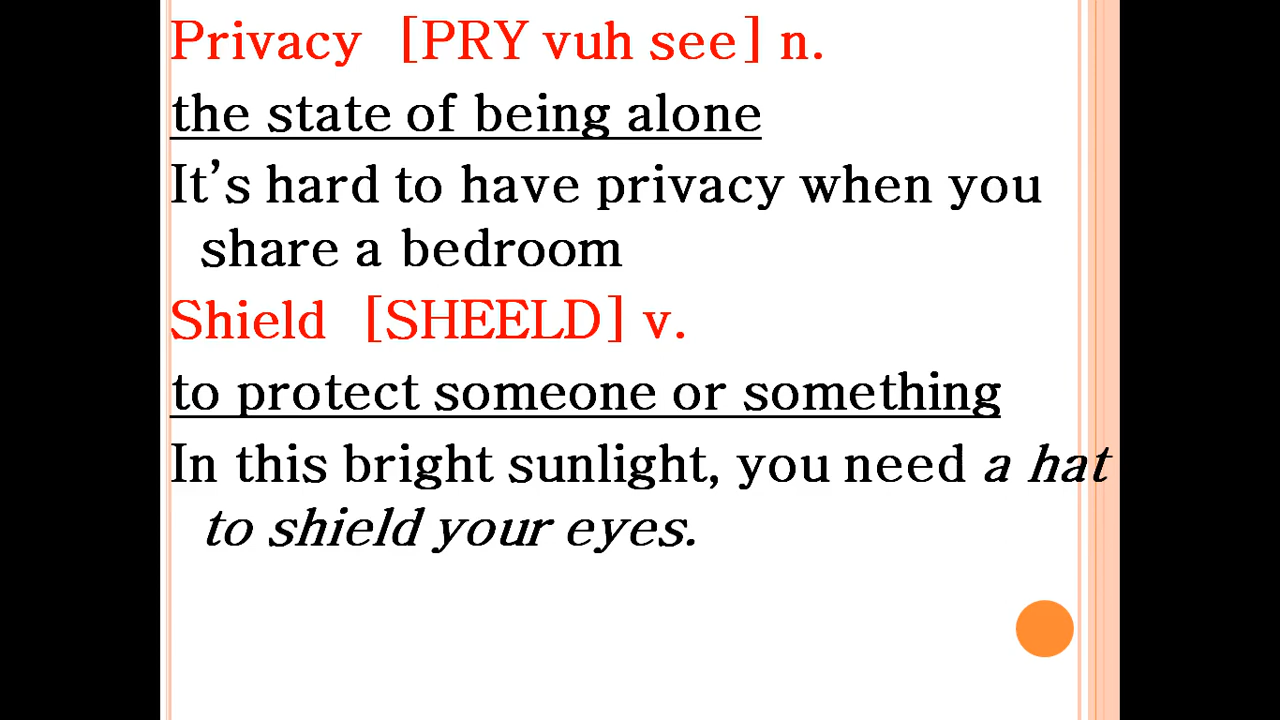 Privacy [PRY vuh see] n.
the state of being alone
It's hard to have privacy when you
share a bedroom
Shield [SHEELD] v.
to protect someone or something
In this bright sunlight, you need a hat
to shield your eyes.